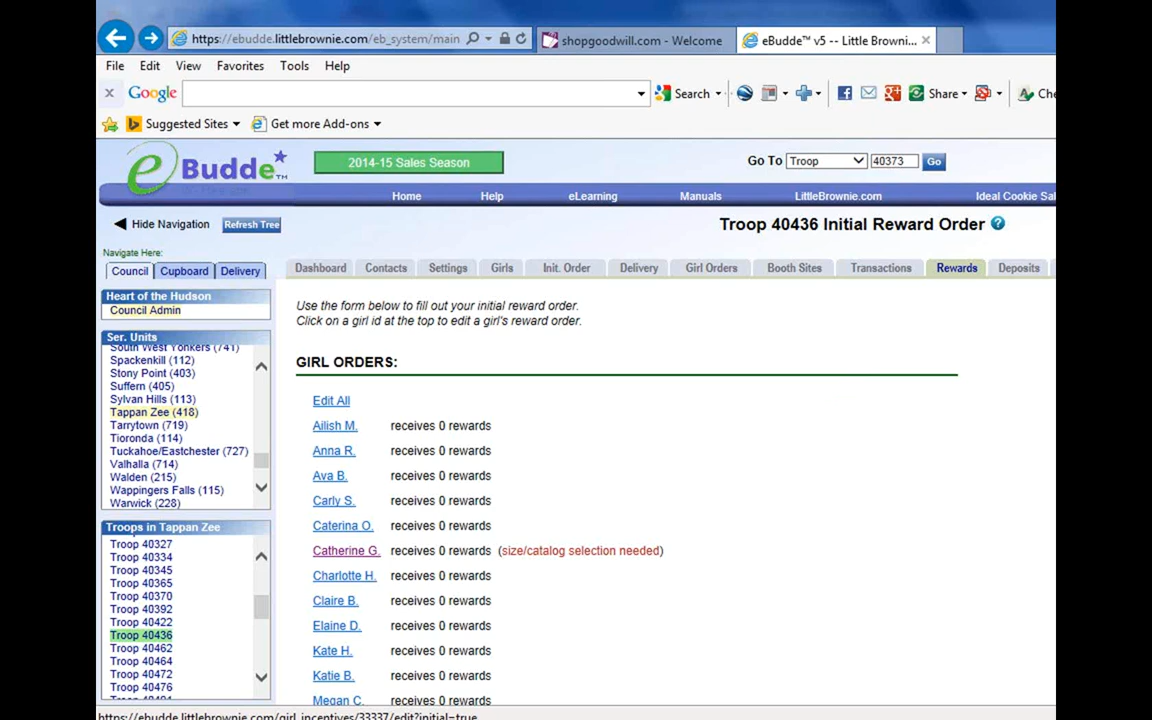 https://ebudde.littlebrownie.com/eb_system/main
shopgoodwill.com - Welcome
eBudde™ v5 -- Little Browni...
File Edit View Favorites Tools Help
x Google Search Share
Suggested Sites Get more Add-ons
eBudde TM
2014-15 Sales Season
Go To Troop 40373 Go
Home Help eLearning Manuals LittleBrownie.com Ideal Cookie Sal
Hide Navigation Refresh Tree
Troop 40436 Initial Reward Order ?
Navigate Here:
Council Cupboard Delivery
Dashboard Contacts Settings Girls Init. Order Delivery Girl Orders Booth Sites Transactions Rewards Deposits
Heart of the Hudson
Council Admin
Ser. Units
South West Yonkers (741)
Spackenkill (112)
Stony Point (403)
Suffern (405)
Sylvan Hills (113)
Tappan Zee (418)
Tarrytown (719)
Tioronda (114)
Tuckahoe/Eastchester (727)
Valhalla (714)
Walden (215)
Wappingers Falls (115)
Warwick (228)
Troops in Tappan Zee
Troop 40327
Troop 40334
Troop 40345
Troop 40365
Troop 40370
Troop 40392
Troop 40422
Troop 40436
Troop 40462
Troop 40464
Troop 40472
Troop 40476
Use the form below to fill out your initial reward order.
Click on a girl id at the top to edit a girl's reward order.
GIRL ORDERS:
Edit All
Ailish M. receives 0 rewards
Anna R. receives 0 rewards
Ava B. receives 0 rewards
Carly S. receives 0 rewards
Caterina O. receives 0 rewards
Catherine G. receives 0 rewards (size/catalog selection needed)
Charlotte H. receives 0 rewards
Claire B. receives 0 rewards
Elaine D. receives 0 rewards
Kate H. receives 0 rewards
Katie B. receives 0 rewards
Megan C. receives 0 rewards
https://ebudde.littlebrownie.com/girl_incentives/33337/edit?initial=true